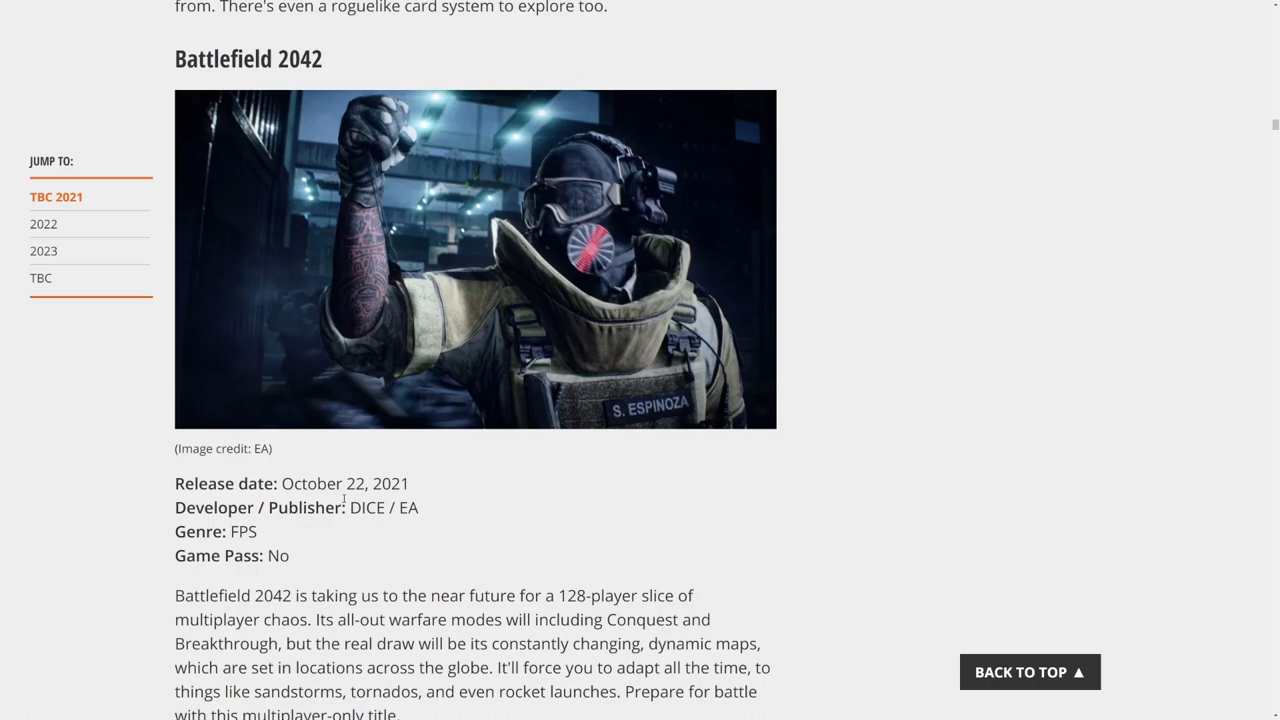 from. There's even a roguelike card system to explore too.
Battlefield 2042
JUMP TO:
TBC 2021
2022
2023
TBC
S. ESPINOZA
(Image credit: EA)
Release date: October 22, 2021
Developer / Publisher: DICE / EA
Genre: FPS
Game Pass: No
Battlefield 2042 is taking us to the near future for a 128-player slice of
multiplayer chaos. Its all-out warfare modes will including Conquest and
Breakthrough, but the real draw will be its constantly changing, dynamic maps,
which are set in locations across the globe. It'll force you to adapt all the time, to
things like sandstorms, tornados, and even rocket launches. Prepare for battle
with this multiplayer-only title.
BACK TO TOP ▲